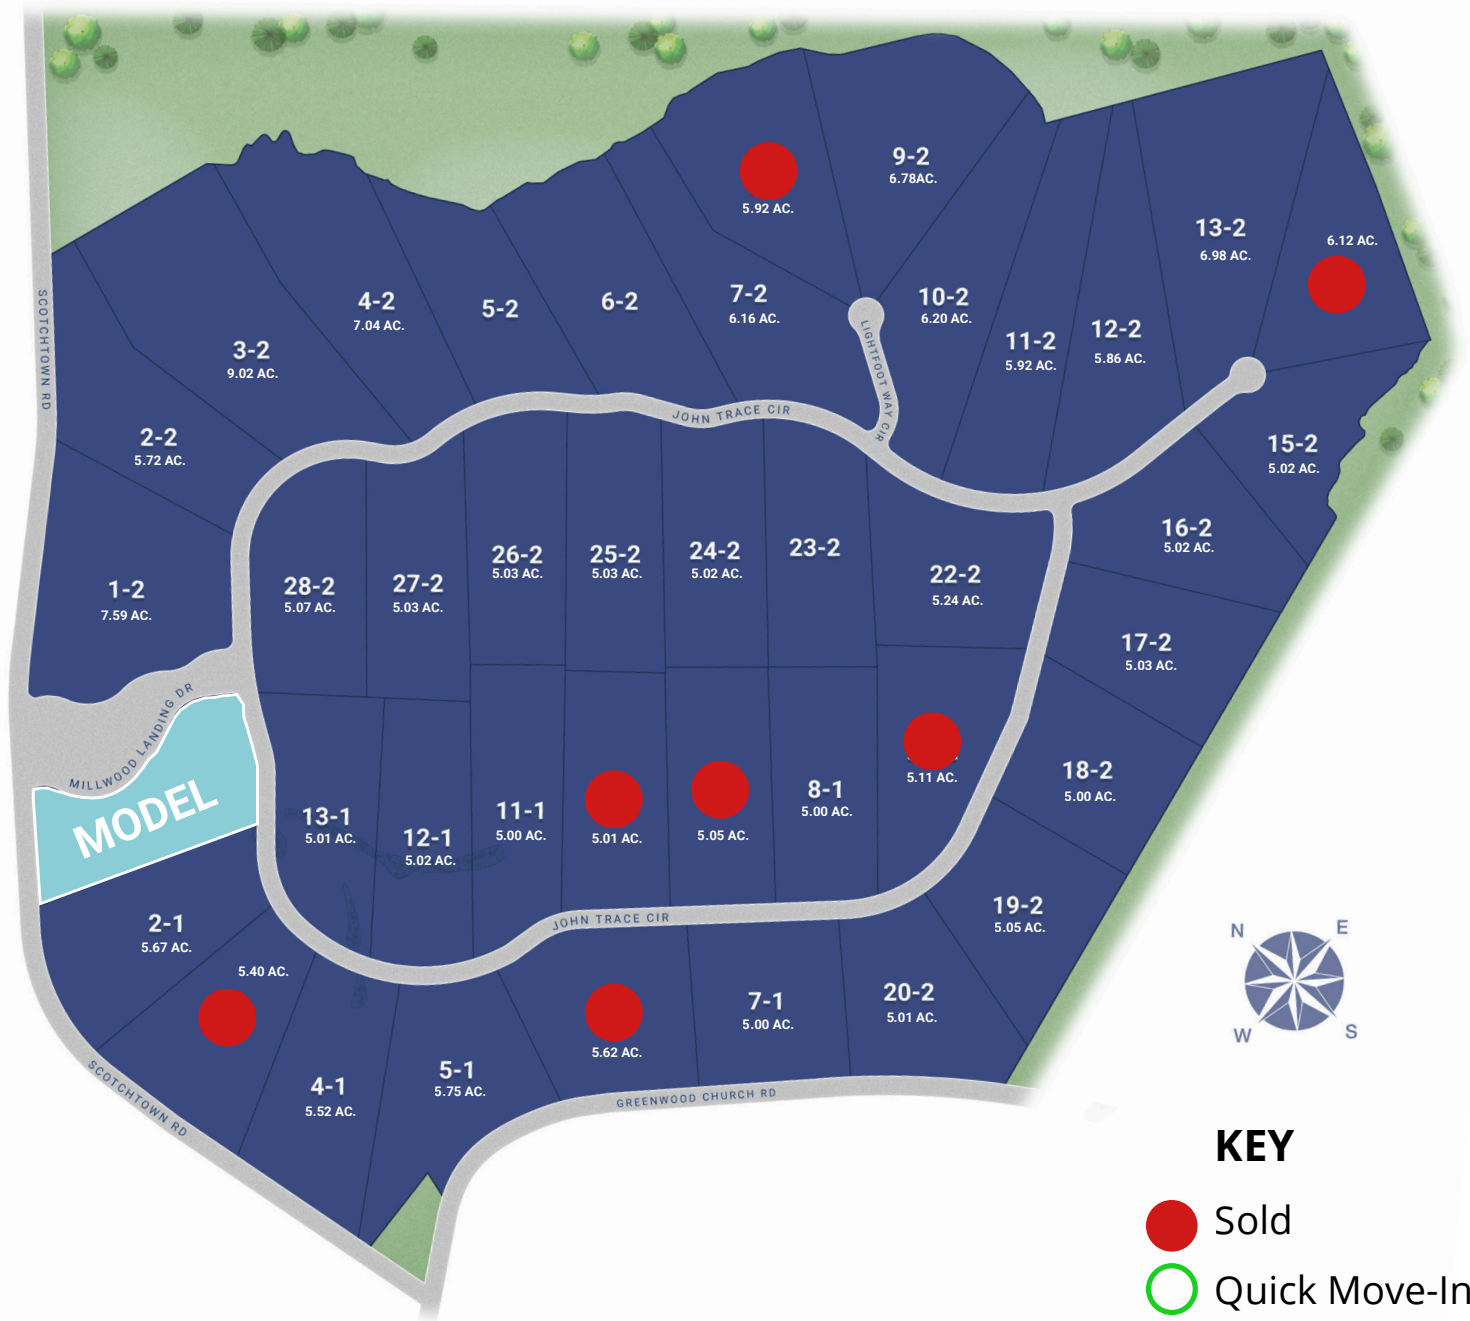 9-2
6.78AC.
5.92 AC.
13-2
6.98 AC.
6.12 AC.
4-2
7.04 AC.
5-2
6-2
7-2
6.16 AC.
10-2
6.20 AC.
11-2
5.92 AC.
12-2
5.86 AC.
3-2
9.02 AC.
SCOTCHTOWN RD
LIGHTFOOT WAY CIR
JOHN TRACE CIR
2-2
5.72 AC.
15-2
5.02 AC.
16-2
5.02 AC.
1-2
7.59 AC.
28-2
5.07 AC.
27-2
5.03 AC.
26-2
5.03 AC.
25-2
5.03 AC.
24-2
5.02 AC.
23-2
22-2
5.24 AC.
17-2
5.03 AC.
MILLWOOD LANDING DR
MODEL
18-2
5.00 AC.
13-1
5.01 AC.
12-1
5.02 AC.
11-1
5.00 AC.
5.01 AC.
5.05 AC.
8-1
5.00 AC.
5.11 AC.
19-2
5.05 AC.
JOHN TRACE CIR
2-1
5.67 AC.
5.40 AC.
5.62 AC.
7-1
5.00 AC.
20-2
5.01 AC.
4-1
5.52 AC.
5-1
5.75 AC.
SCOTCHTOWN RD
GREENWOOD CHURCH RD
N
E
W
S
KEY
Sold
Quick Move-In